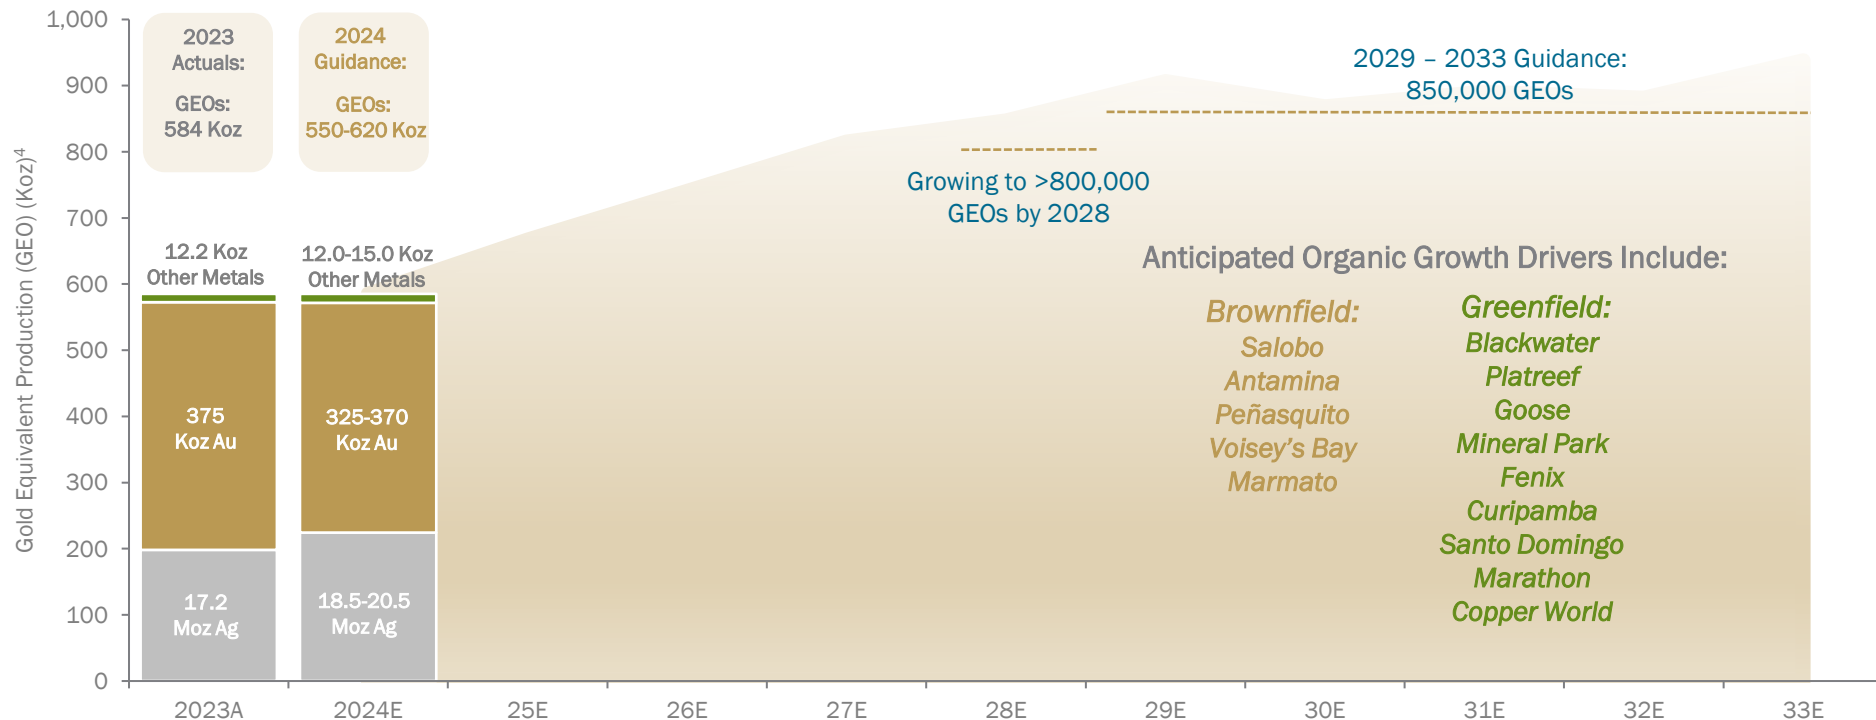 Gold Equivalent Production (GEO) (Koz)⁴
1,000
900
800
700
600
500
400
300
200
100
0
2023
Actuals:
GEOs:
584 Koz
2024
Guidance:
GEOs:
550-620 Koz
12.2 Koz
Other Metals
375
Koz Au
17.2
Moz Ag
12.0-15.0 Koz
Other Metals
325-370
Koz Au
18.5-20.5
Moz Ag
Growing to >800,000
GEOs by 2028
2029 – 2033 Guidance:
850,000 GEOs
Anticipated Organic Growth Drivers Include:
Brownfield:
Salobo
Antamina
Peñasquito
Voisey’s Bay
Marmato
Greenfield:
Blackwater
Platreef
Goose
Mineral Park
Fenix
Curipamba
Santo Domingo
Marathon
Copper World
2023A 2024E 25E 26E 27E 28E 29E 30E 31E 32E 33E